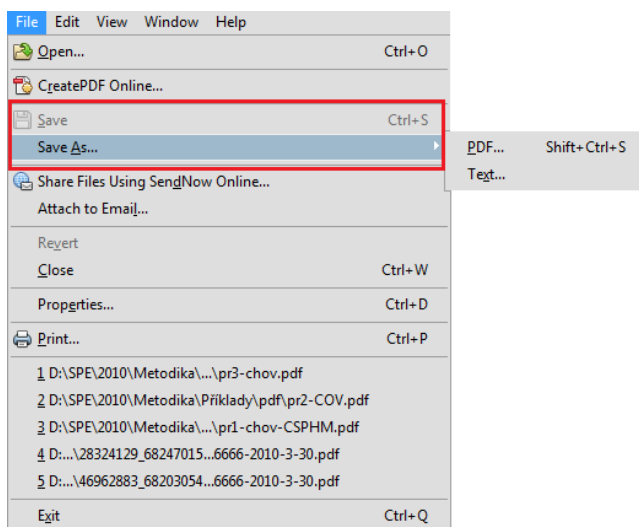 File Edit View Window Help
Open... Ctrl+O
CreatePDF Online...
Save Ctrl+S
Save As...
PDF... Shift+Ctrl+S
Text...
Share Files Using SendNow Online...
Attach to Email...
Revert
Close Ctrl+W
Properties... Ctrl+D
Print... Ctrl+P
1 D:\SPE\2010\Metodika\...\pr3-chov.pdf
2 D:\SPE\2010\Metodika\Příklady\pdf\pr2-COV.pdf
3 D:\SPE\2010\Metodika\...\pr1-chov-CSPHM.pdf
4 D:...\28324129_68247015...6666-2010-3-30.pdf
5 D:...\46962883_68203054...6666-2010-3-30.pdf
Exit Ctrl+Q